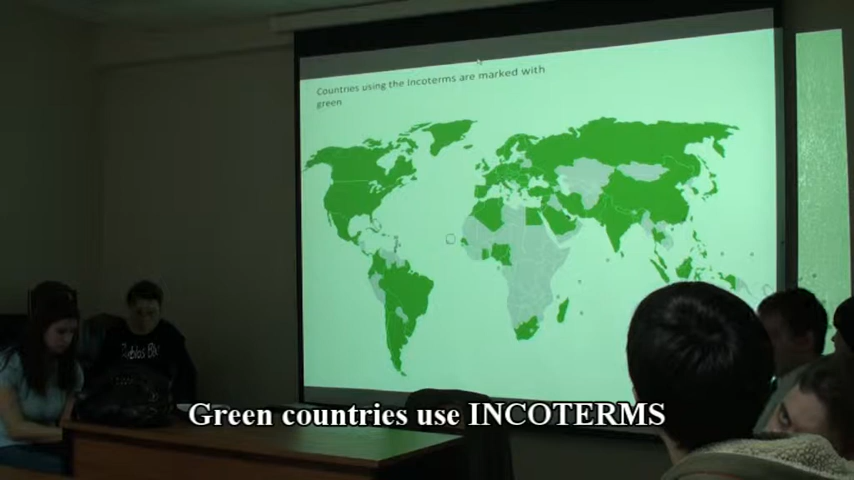 Countries using the Incoterms are marked with
green
Green countries use INCOTERMS